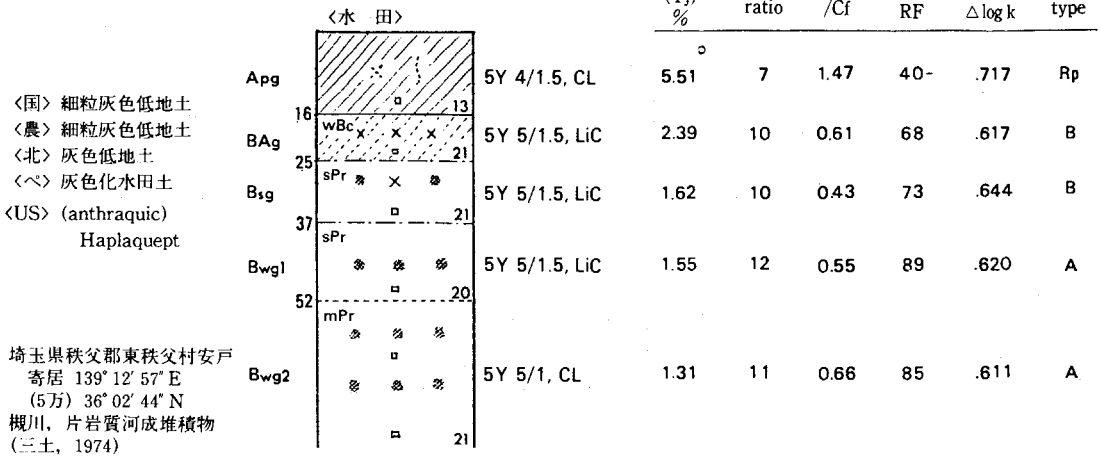 〈水 田〉
% ratio /Cf RF △log k type
Apg 5Y 4/1.5, CL 5.51 7 1.47 40- .717 Rp
13
16
〈国〉 細粒灰色低地土
〈農〉 細粒灰色低地土
〈北〉 灰色低地土
〈ペ〉 灰色化水田土
〈US〉 (anthraquic)
Haplaquept
wBc
BAg 5Y 5/1.5, LiC 2.39 10 0.61 68 .617 B
21
25
sPr
Bsg 5Y 5/1.5, LiC 1.62 10 0.43 73 .644 B
21
37
sPr
Bwg1 5Y 5/1.5, LiC 1.55 12 0.55 89 .620 A
20
52
mPr
Bwg2 5Y 5/1, CL 1.31 11 0.66 85 .611 A
21
埼玉県秩父郡東秩父村安戸
寄居 139°12′57″E
(5万) 36°02′44″N
槻川，片岩質河成堆積物
(三土，1974)